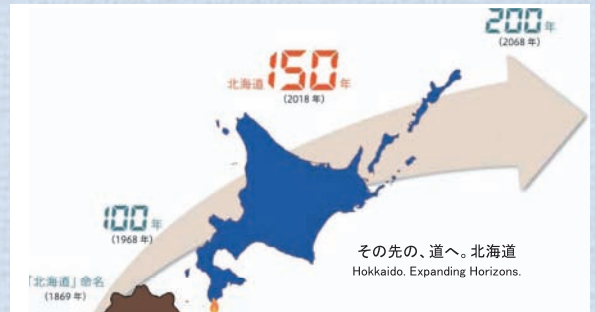 200年
(2068年)
北海道150年
(2018年)
100年
(1968年)
「北海道」命名
(1869年)
その先の、道へ。北海道
Hokkaido. Expanding Horizons.